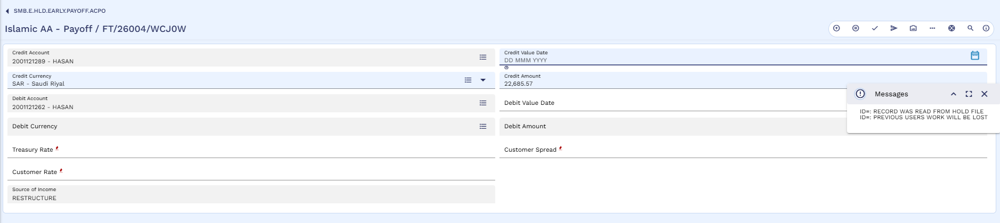 SMB.E.HLD.EARLY.PAYOFF.ACPO
Islamic AA - Payoff / FT/26004/WCJ0W
Credit Account
2001121289 - HASAN
Credit Value Date
DD MMM YYYY
Credit Currency
SAR - Saudi Riyal
Credit Amount
22,685.57
Debit Account
2001121262 - HASAN
Debit Value Date
Messages
ID=: RECORD WAS READ FROM HOLD FILE
ID=: PREVIOUS USERS WORK WILL BE LOST
Debit Currency
Debit Amount
Treasury Rate
Customer Spread
Customer Rate
Source of Income
RESTRUCTURE